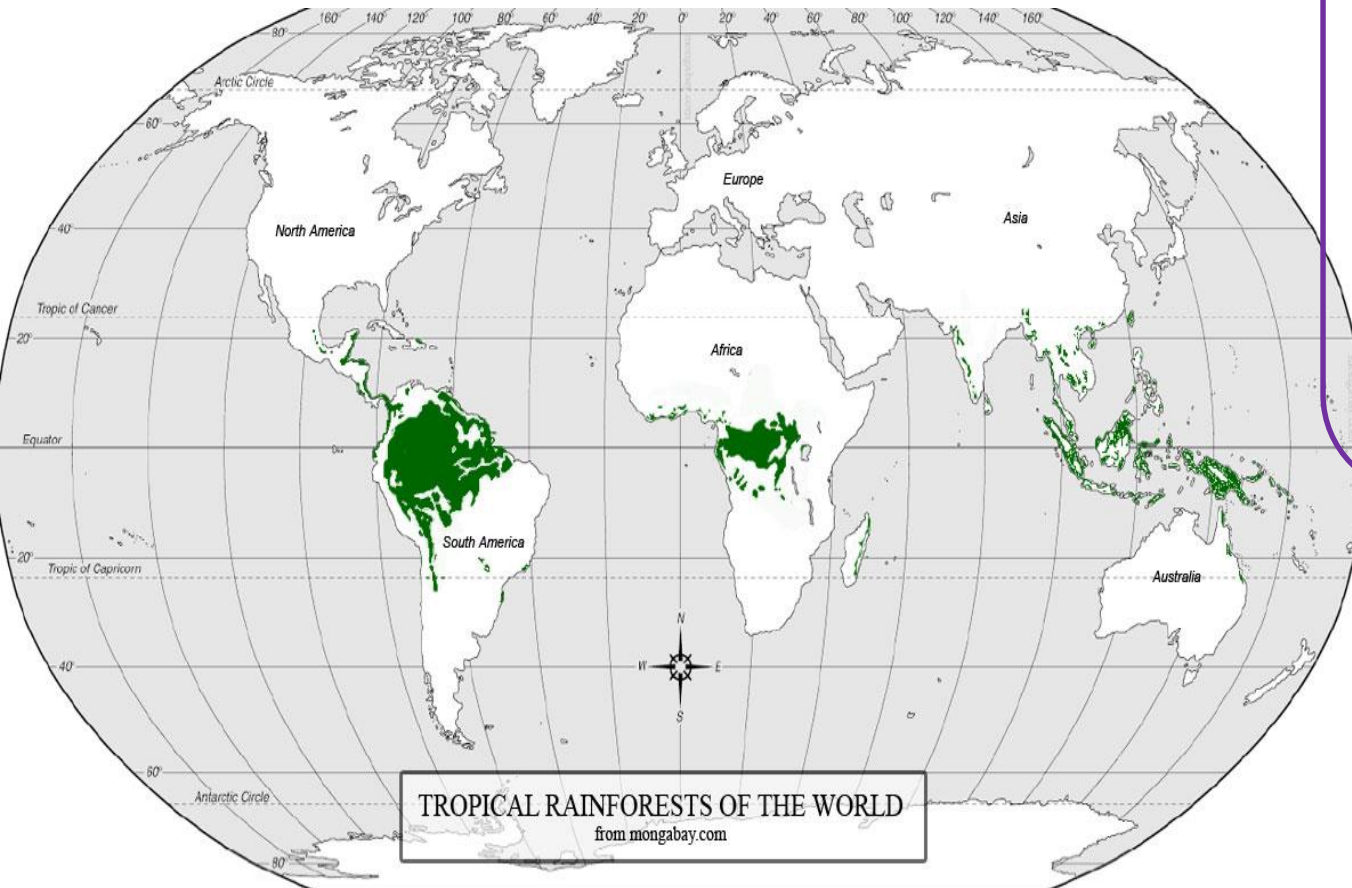 160° 140° 120° 100° 80° 60° 40° 20° 0° 20° 40° 60° 80° 100° 120° 140° 160°
80°
Arctic Circle
60°
Europe
Asia
North America
40°
Tropic of Cancer
20°
Africa
Equator
0°
South America
20°
Tropic of Capricorn
Australia
N
40°
W E
S
60°
Antarctic Circle
TROPICAL RAINFORESTS OF THE WORLD
from mongabay.com
80°